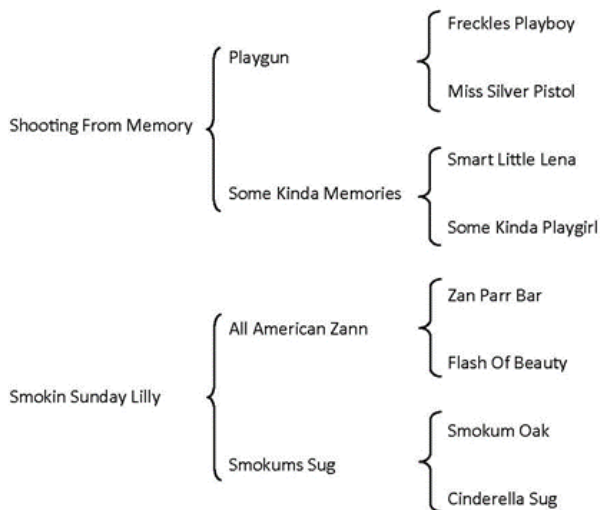 Freckles Playboy
Playgun
Miss Silver Pistol
Shooting From Memory
Smart Little Lena
Some Kinda Memories
Some Kinda Playgirl
Zan Parr Bar
All American Zann
Flash Of Beauty
Smokin Sunday Lilly
Smokum Oak
Smokums Sug
Cinderella Sug